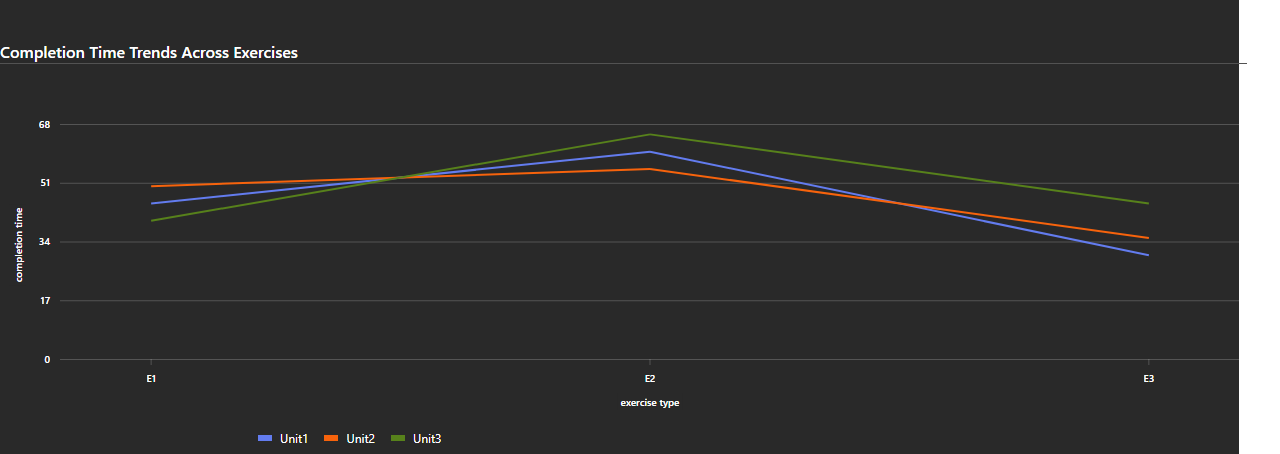 Completion Time Trends Across Exercises
68
51
34
17
0
completion time
E1 E2 E3
exercise type
Unit1 Unit2 Unit3